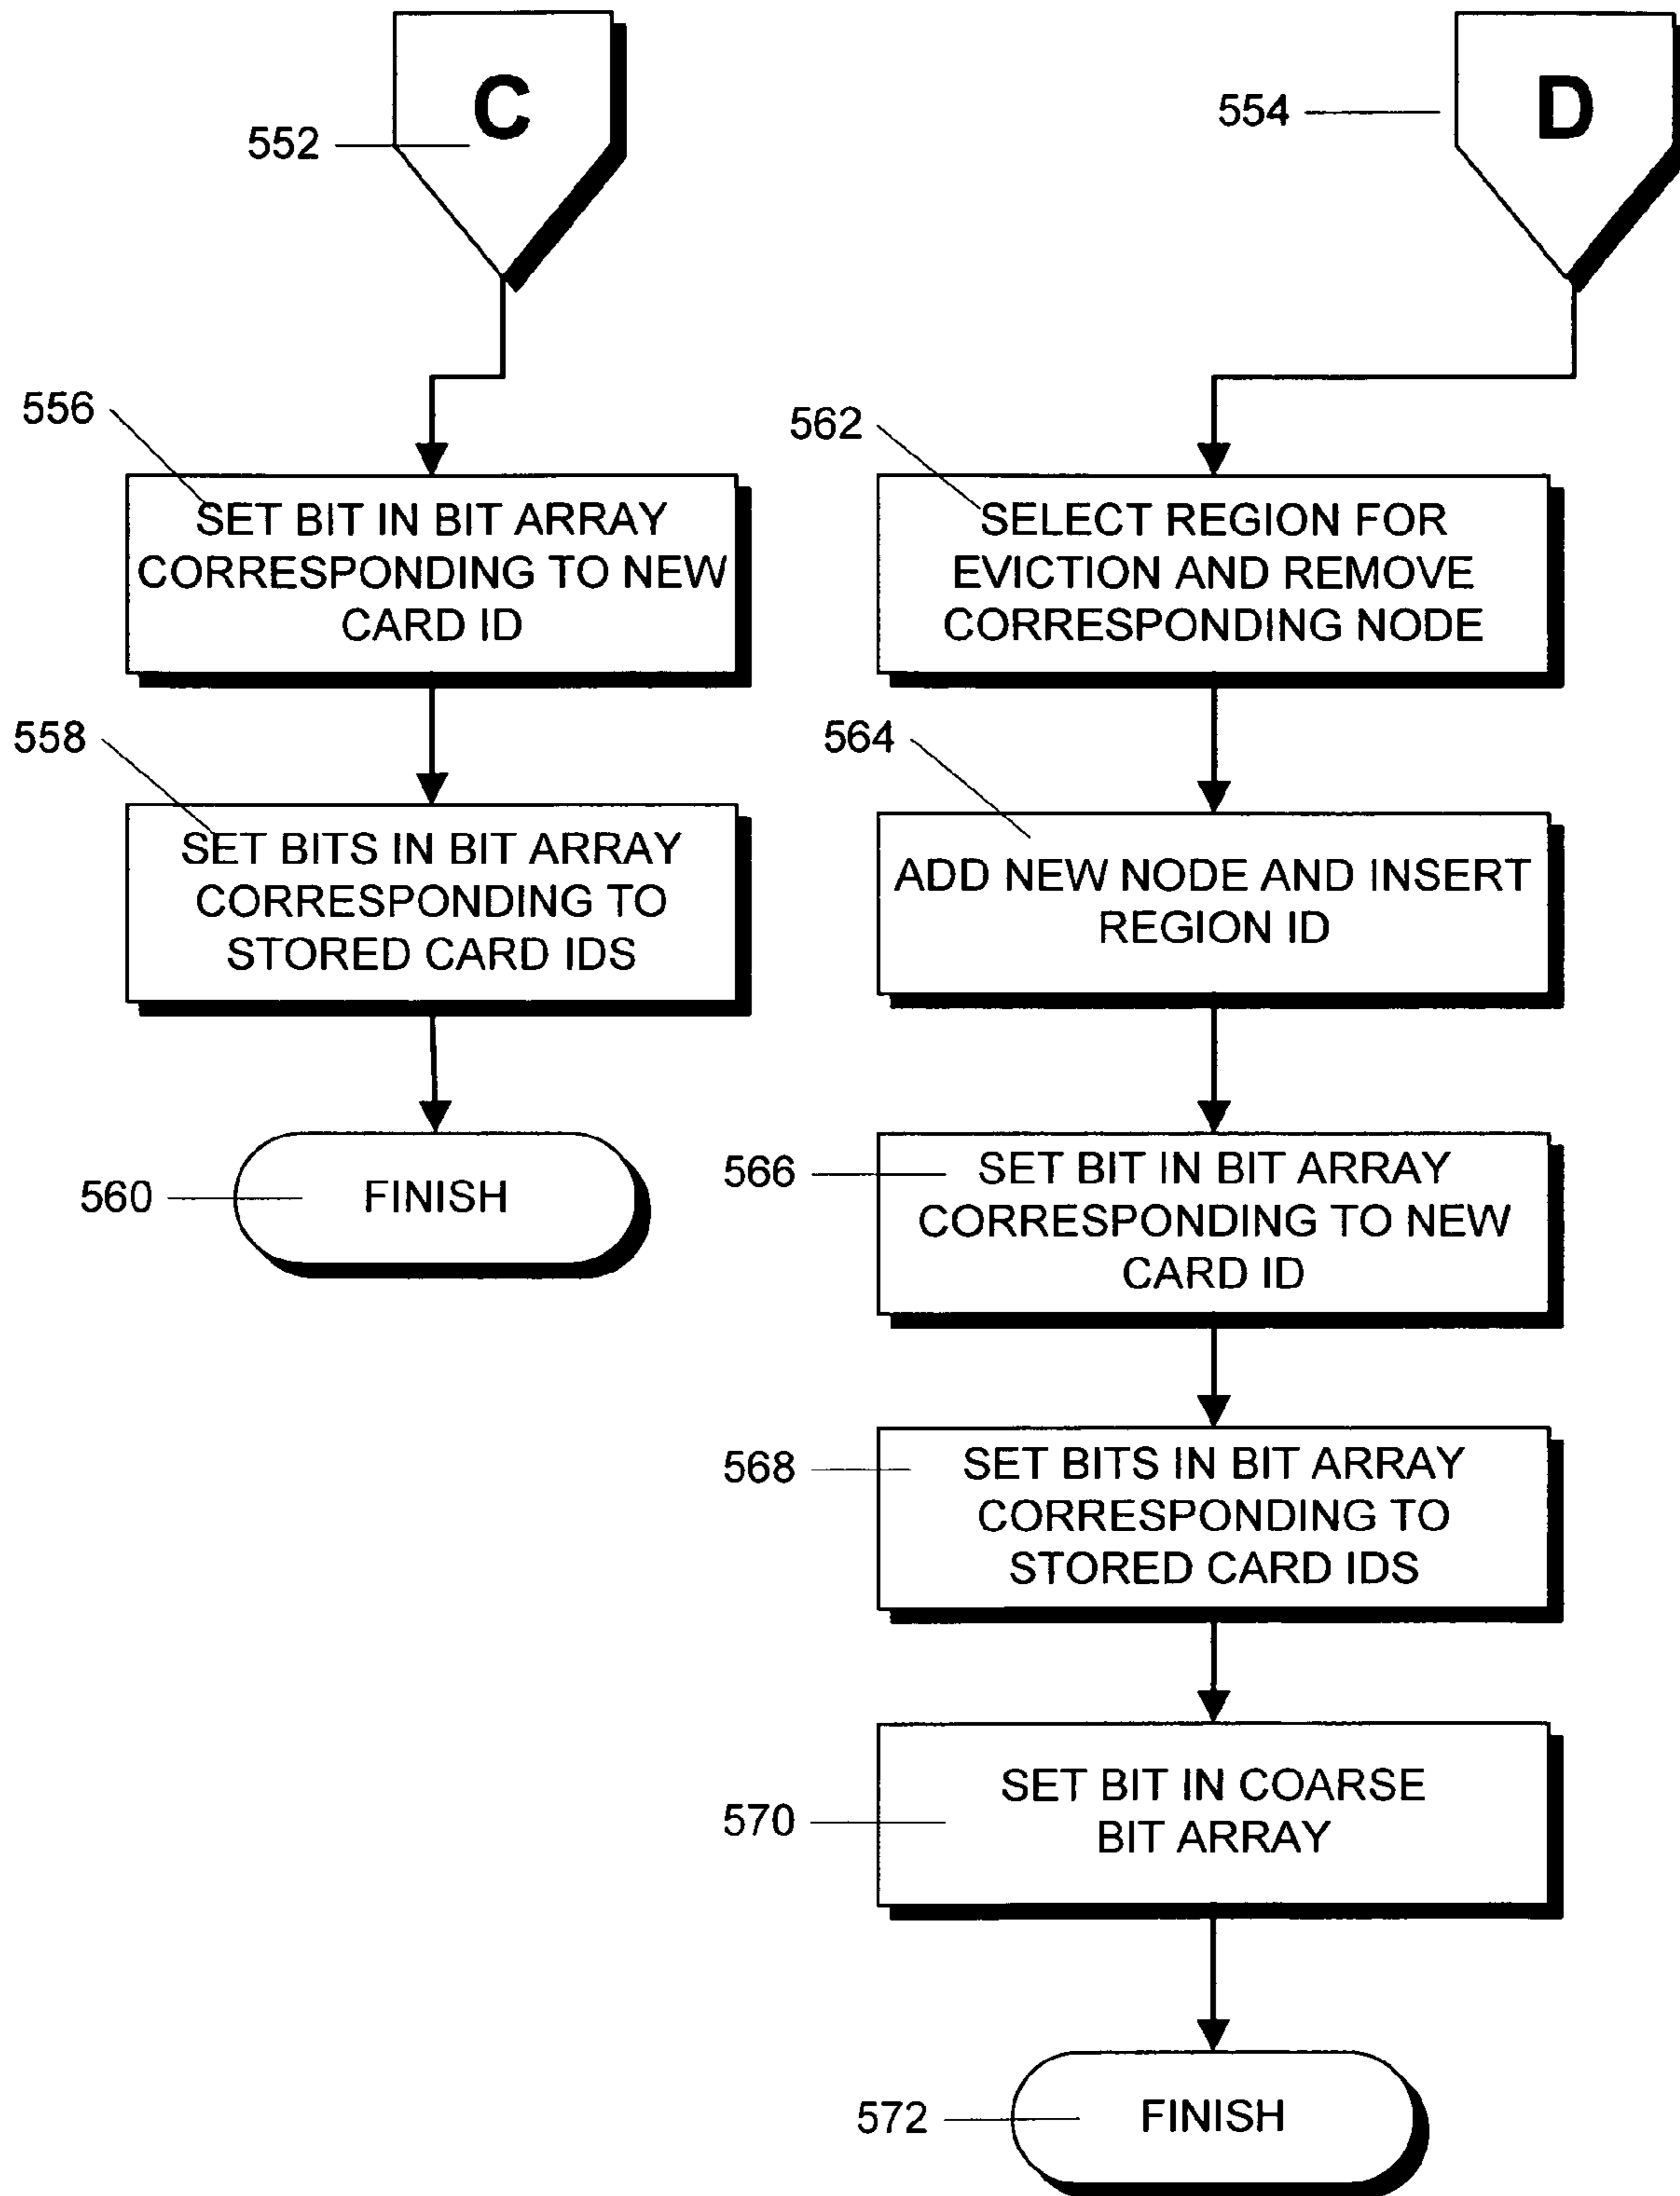 C
552
556
SET BIT IN BIT ARRAY
CORRESPONDING TO NEW
CARD ID
558
SET BITS IN BIT ARRAY
CORRESPONDING TO
STORED CARD IDS
560
FINISH
D
554
562
SELECT REGION FOR
EVICTION AND REMOVE
CORRESPONDING NODE
564
ADD NEW NODE AND INSERT
REGION ID
566
SET BIT IN BIT ARRAY
CORRESPONDING TO NEW
CARD ID
568
SET BITS IN BIT ARRAY
CORRESPONDING TO
STORED CARD IDS
570
SET BIT IN COARSE
BIT ARRAY
572
FINISH